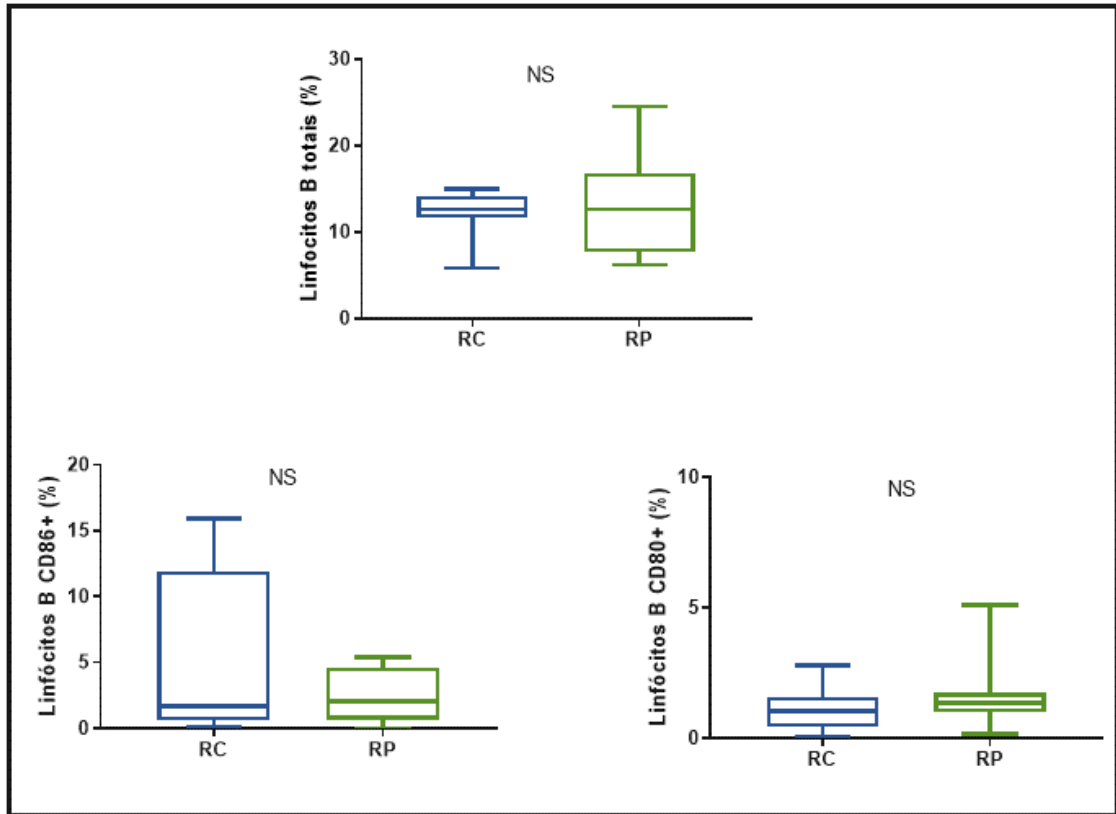 Linfocitos B totais (%)
30
20
10
0
NS
RC RP
Linfócitos B CD86+ (%)
20
15
10
5
0
NS
RC RP
Linfócitos B CD80+ (%)
10
5
0
NS
RC RP